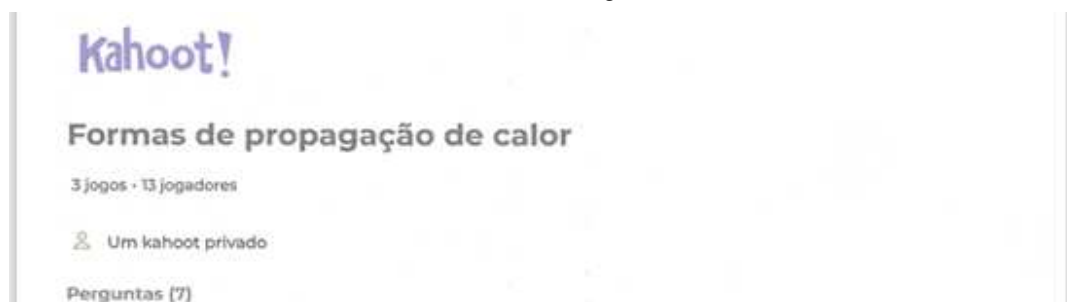 Kahoot!
Formas de propagação de calor
3 jogos · 13 jogadores
Um kahoot privado
Perguntas (7)